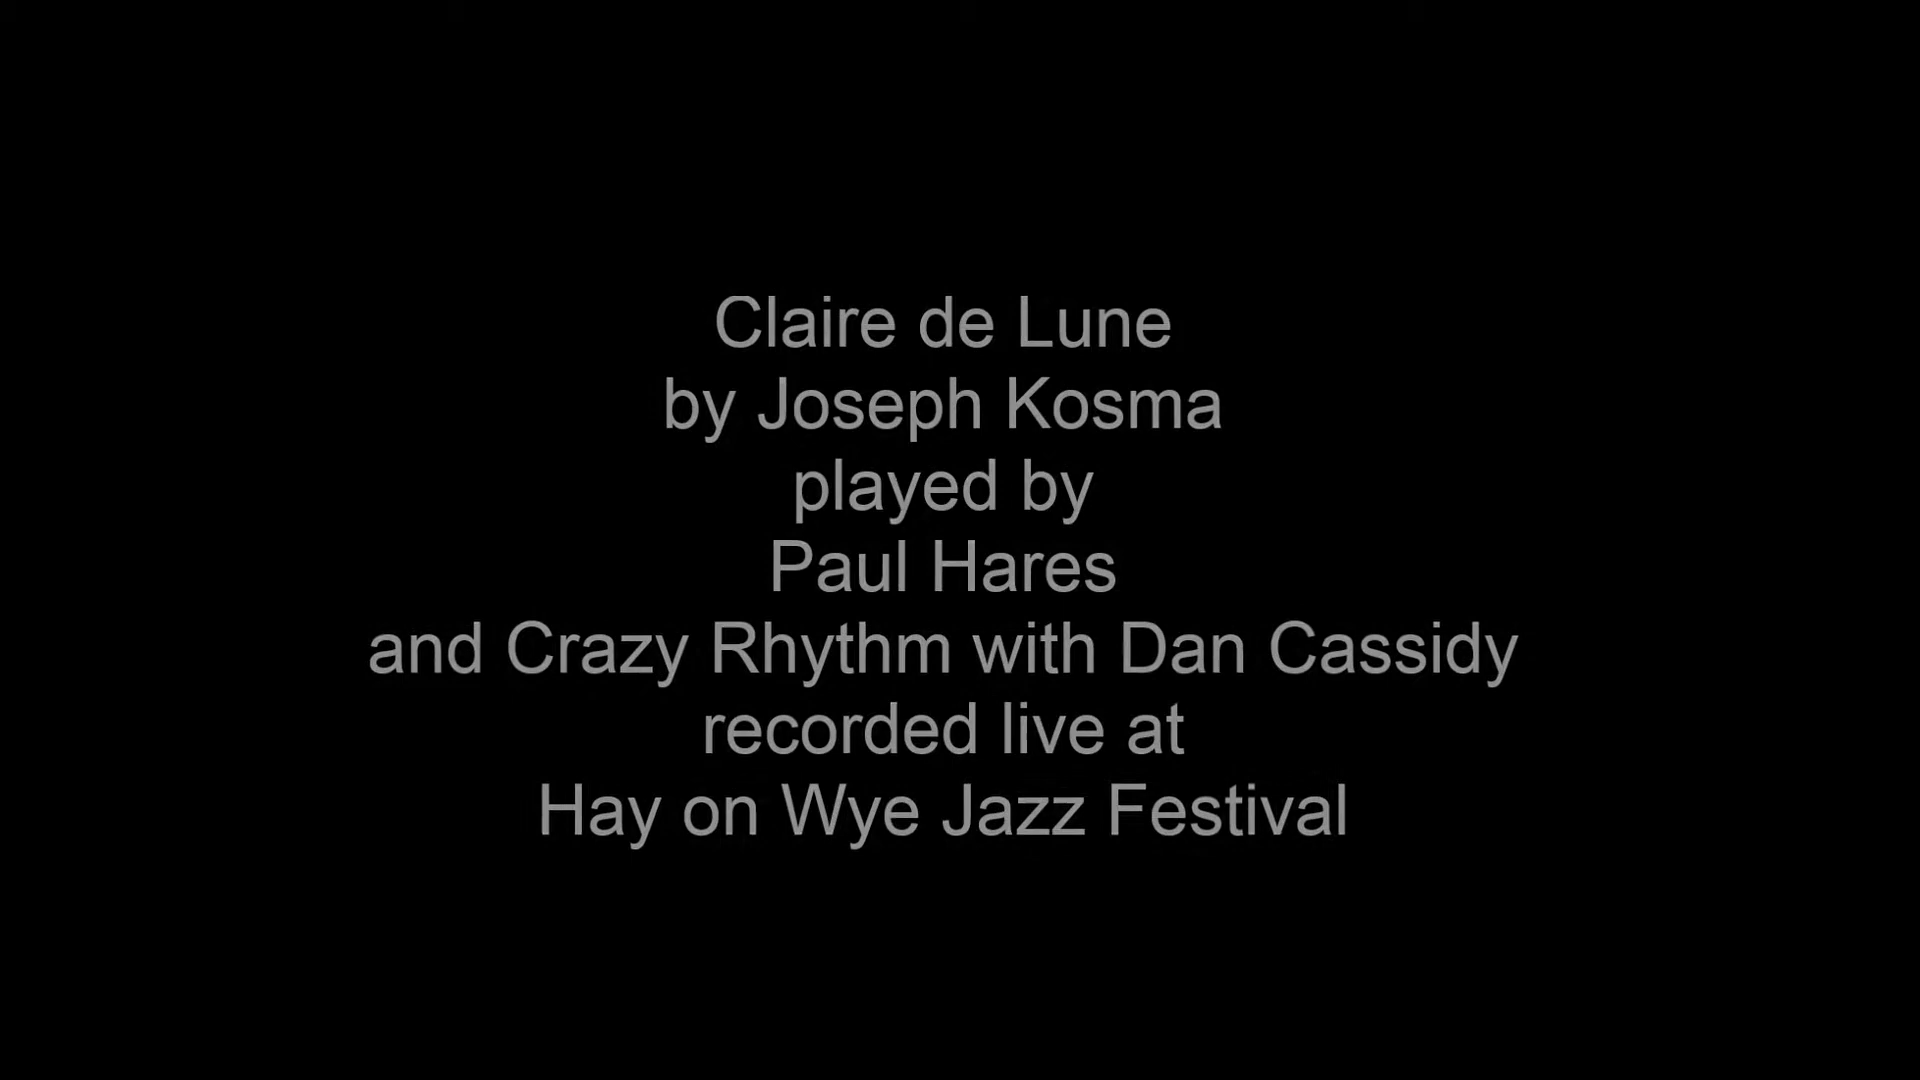 Claire de Lune
by Joseph Kosma
played by
Paul Hares
and Crazy Rhythm with Dan Cassidy
recorded live at
Hay on Wye Jazz Festival